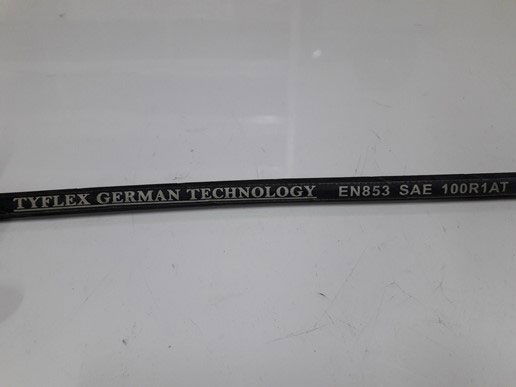 TYFLEX GERMAN TECHNOLOGY EN853 SAE 100R1AT